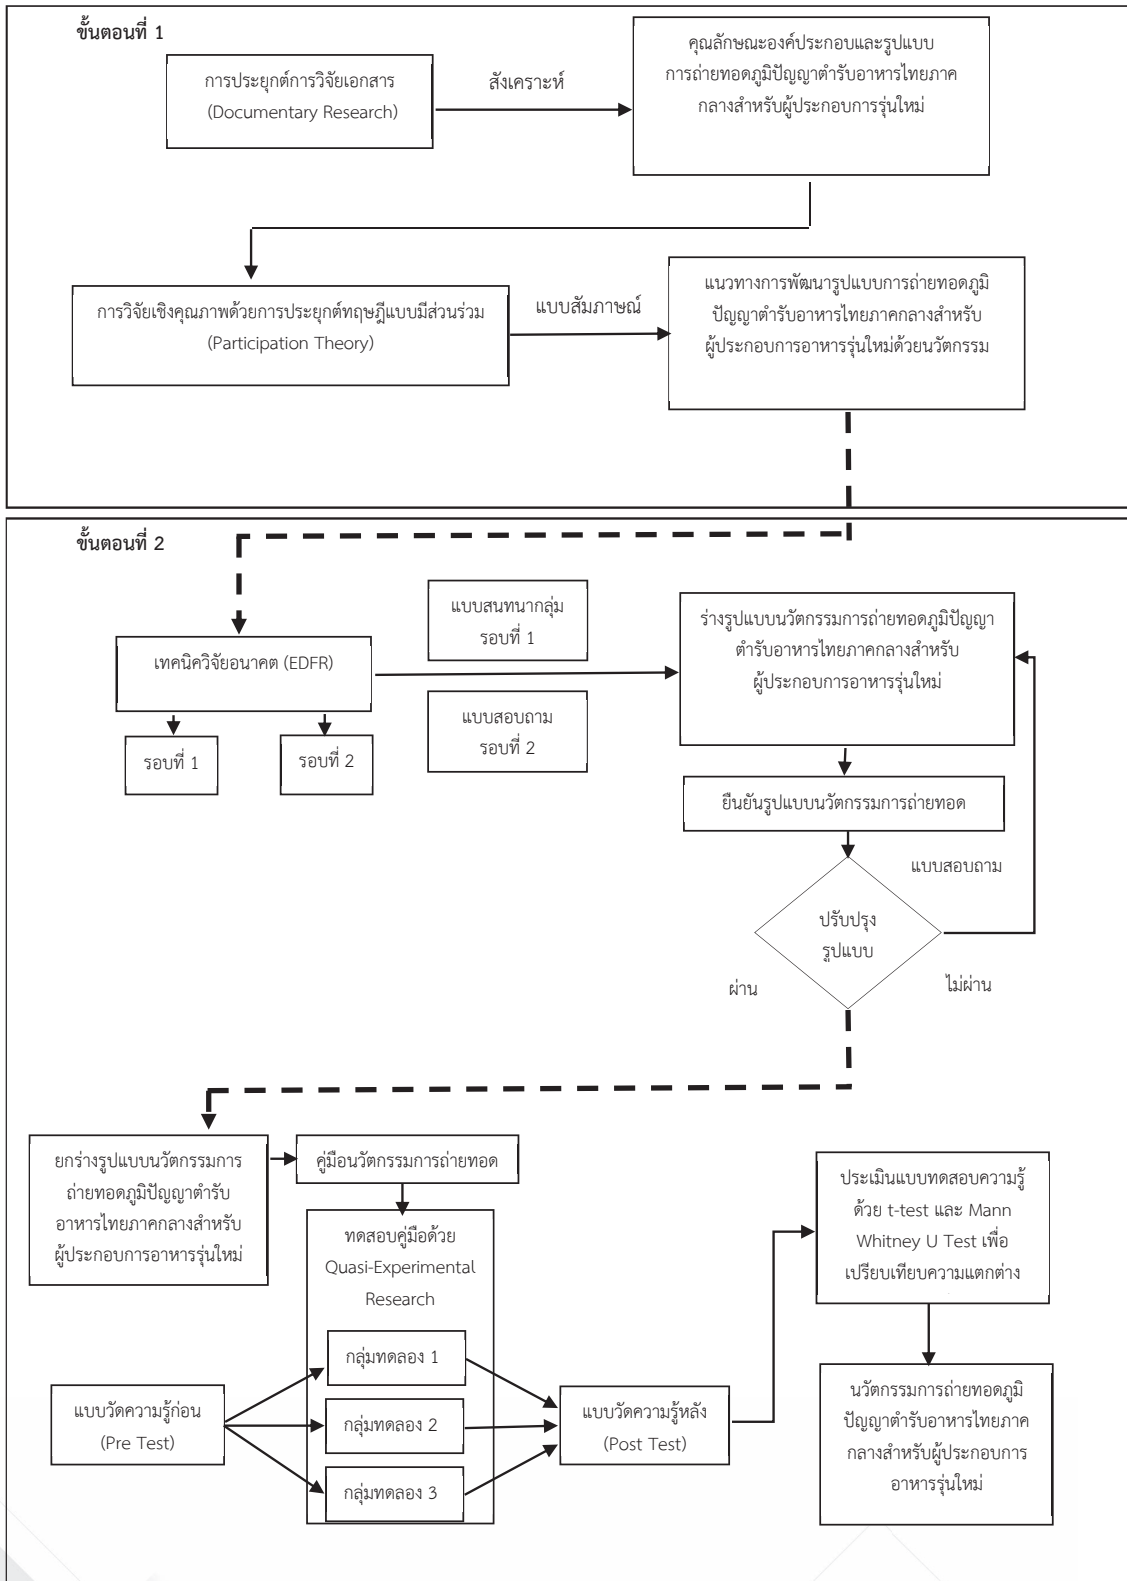 ขั้นตอนที่ 1
การประยุกต์การวิจัยเอกสาร
(Documentary Research)
สังเคราะห์
คุณลักษณะองค์ประกอบและรูปแบบ
การถ่ายทอดภูมิปัญญาตำรับอาหารไทยภาค
กลางสำหรับผู้ประกอบการรุ่นใหม่
การวิจัยเชิงคุณภาพด้วยการประยุกต์ทฤษฎีแบบมีส่วนร่วม
(Participation Theory)
แบบสัมภาษณ์
แนวทางการพัฒนารูปแบบการถ่ายทอดภูมิ
ปัญญาตำรับอาหารไทยภาคกลางสำหรับ
ผู้ประกอบการอาหารรุ่นใหม่ด้วยนวัตกรรม
ขั้นตอนที่ 2
เทคนิควิจัยอนาคต (EDFR)
รอบที่ 1
รอบที่ 2
แบบสนทนากลุ่ม
รอบที่ 1
แบบสอบถาม
รอบที่ 2
ร่างรูปแบบนวัตกรรมการถ่ายทอดภูมิปัญญา
ตำรับอาหารไทยภาคกลางสำหรับ
ผู้ประกอบการอาหารรุ่นใหม่
ยืนยันรูปแบบนวัตกรรมการถ่ายทอด
แบบสอบถาม
ปรับปรุง
รูปแบบ
ผ่าน
ไม่ผ่าน
ยกร่างรูปแบบนวัตกรรมการ
ถ่ายทอดภูมิปัญญาตำรับ
อาหารไทยภาคกลางสำหรับ
ผู้ประกอบการอาหารรุ่นใหม่
คู่มือนวัตกรรมการถ่ายทอด
ทดสอบคู่มือด้วย
Quasi-Experimental
Research
กลุ่มทดลอง 1
กลุ่มทดลอง 2
กลุ่มทดลอง 3
แบบวัดความรู้ก่อน
(Pre Test)
แบบวัดความรู้หลัง
(Post Test)
ประเมินแบบทดสอบความรู้
ด้วย t-test และ Mann
Whitney U Test เพื่อ
เปรียบเทียบความแตกต่าง
นวัตกรรมการถ่ายทอดภูมิ
ปัญญาตำรับอาหารไทยภาค
กลางสำหรับผู้ประกอบการ
อาหารรุ่นใหม่